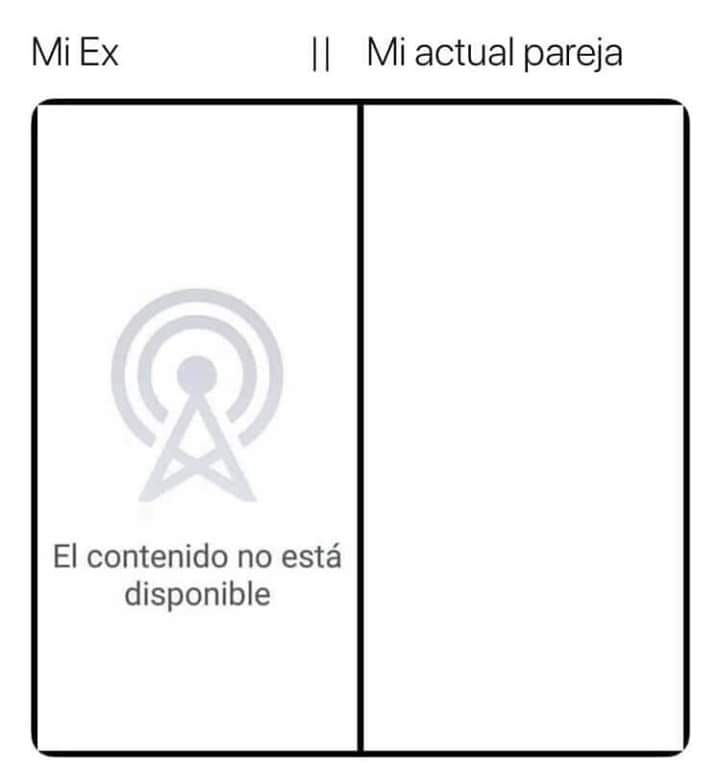 Mi Ex || Mi actual pareja
El contenido no está
disponible